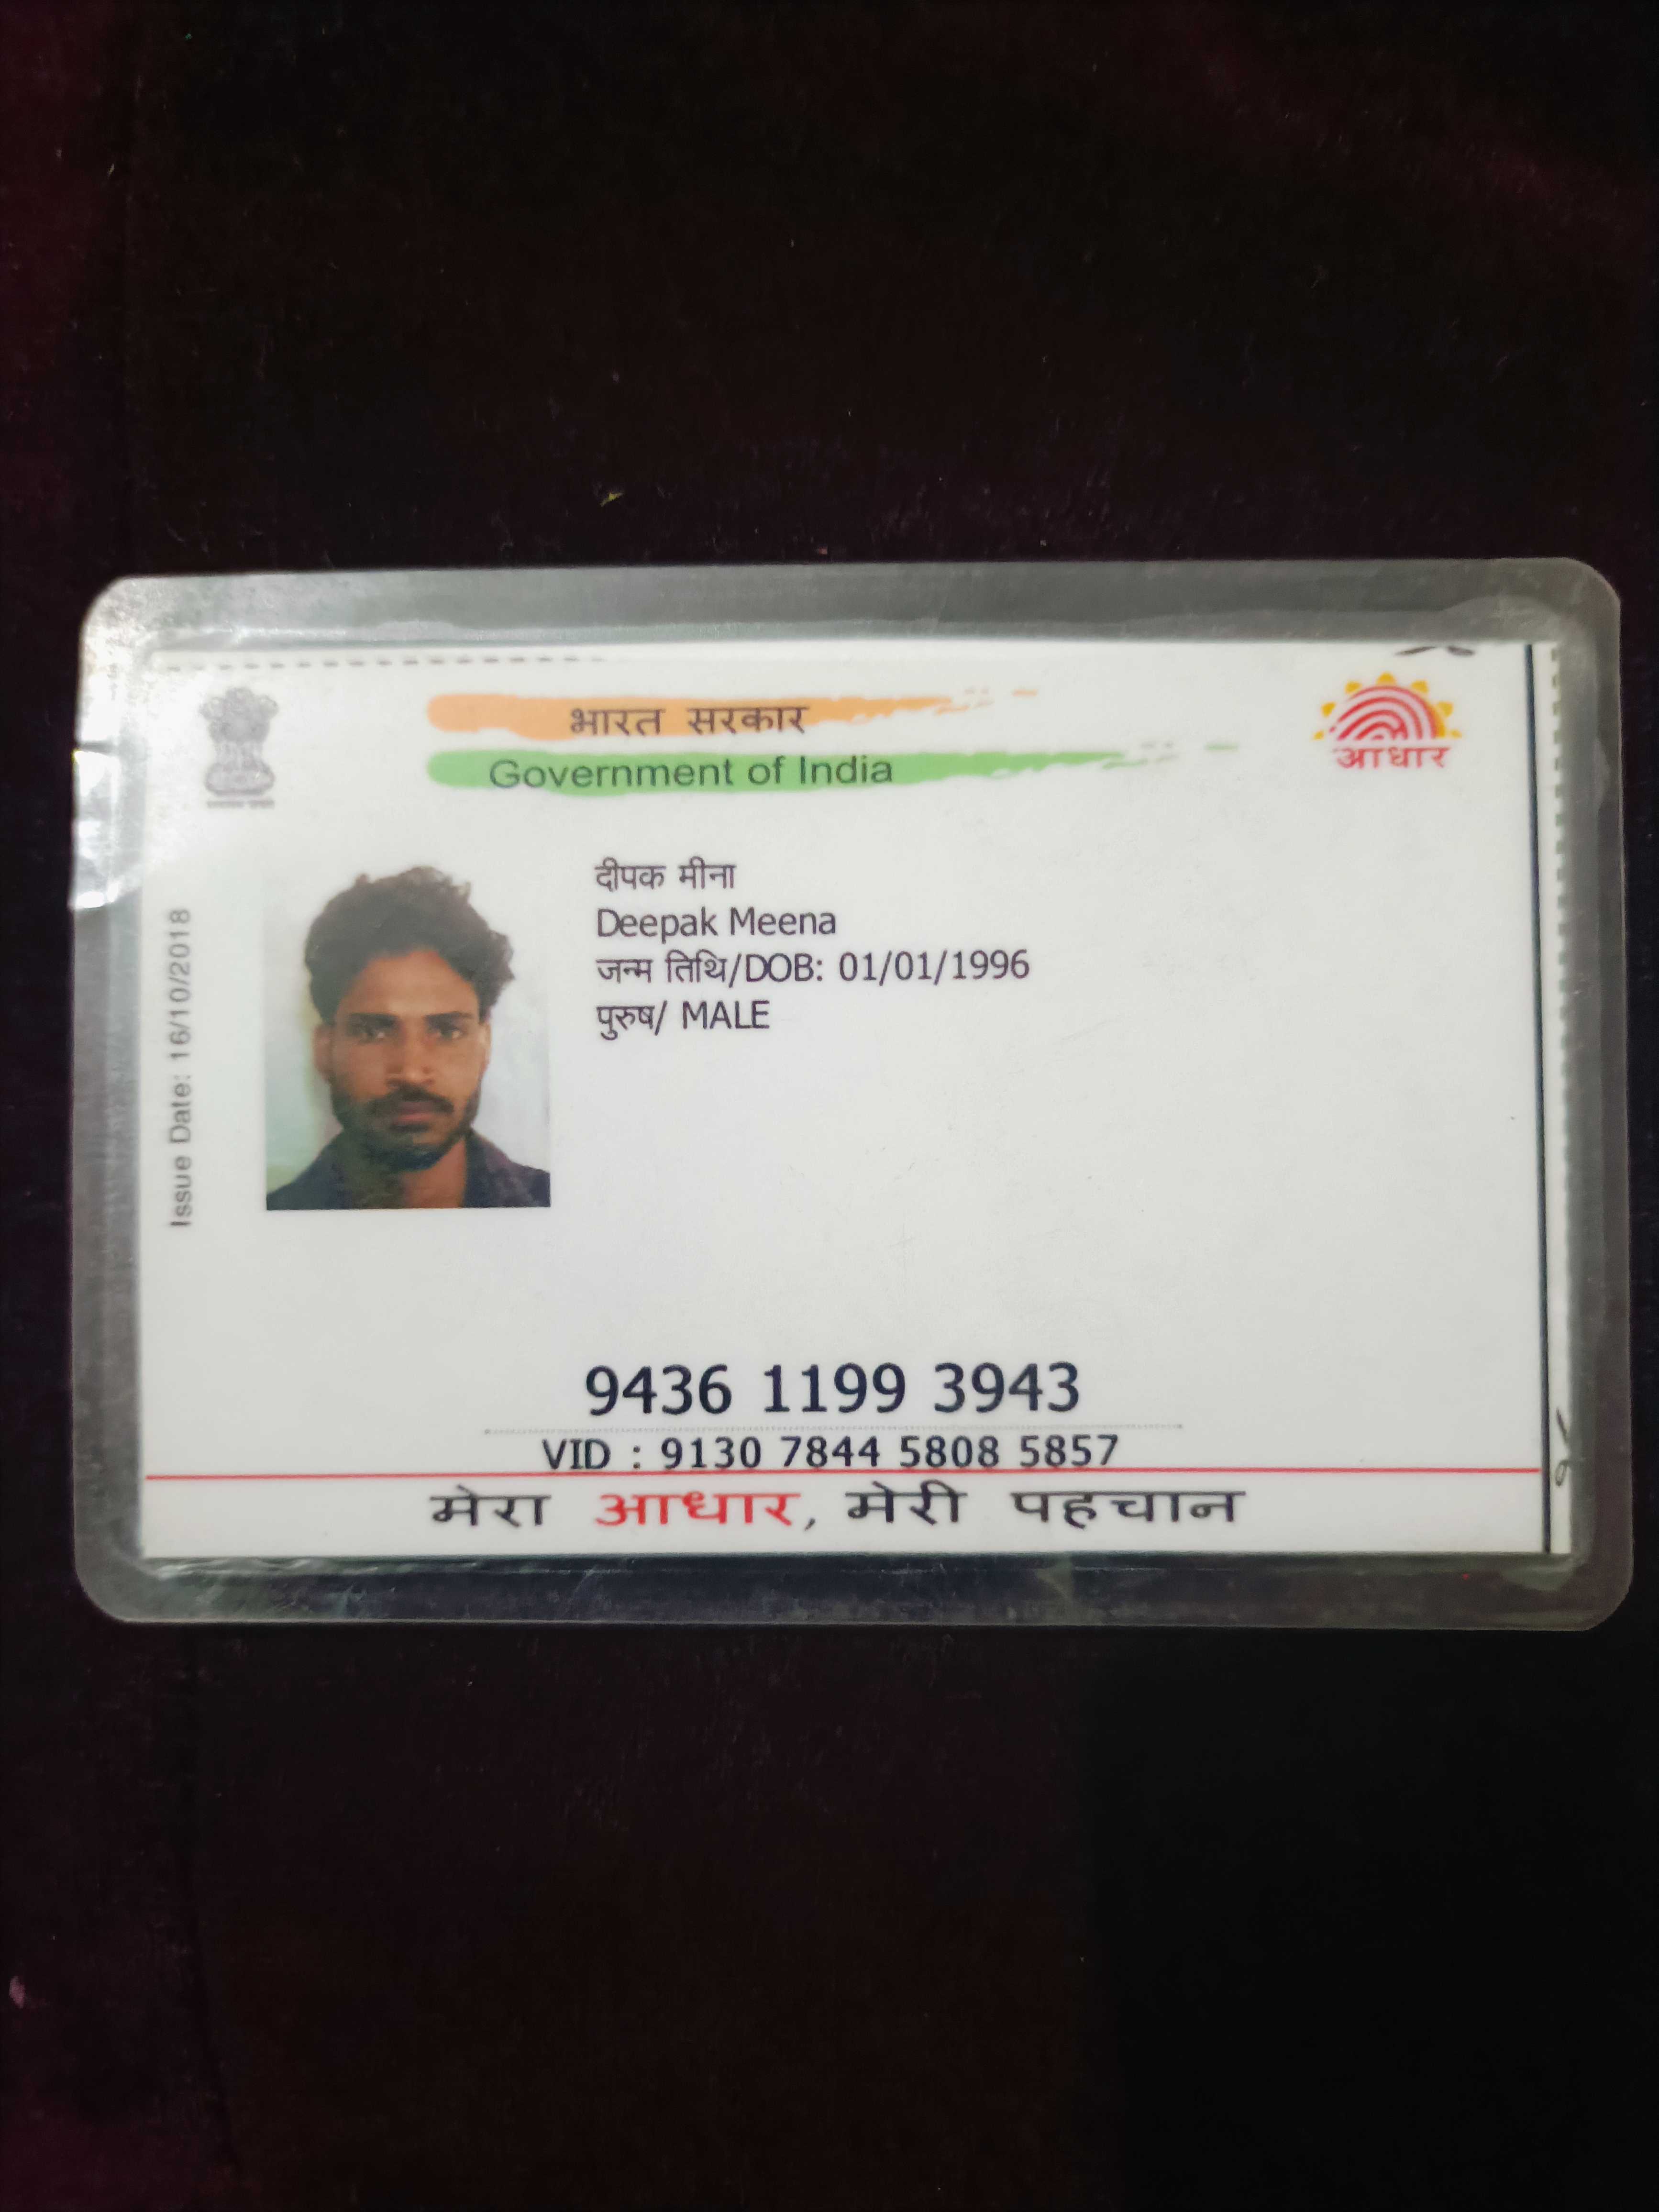 भारत सरकार
Government of India
आधार
दीपक मीना
Deepak Meena
जन्म तिथि/DOB: 01/01/1996
पुरुष/ MALE
Issue Date: 16/10/2018
9436 1199 3943
VID : 9130 7844 5808 5857
मेरा आधार, मेरी पहचान